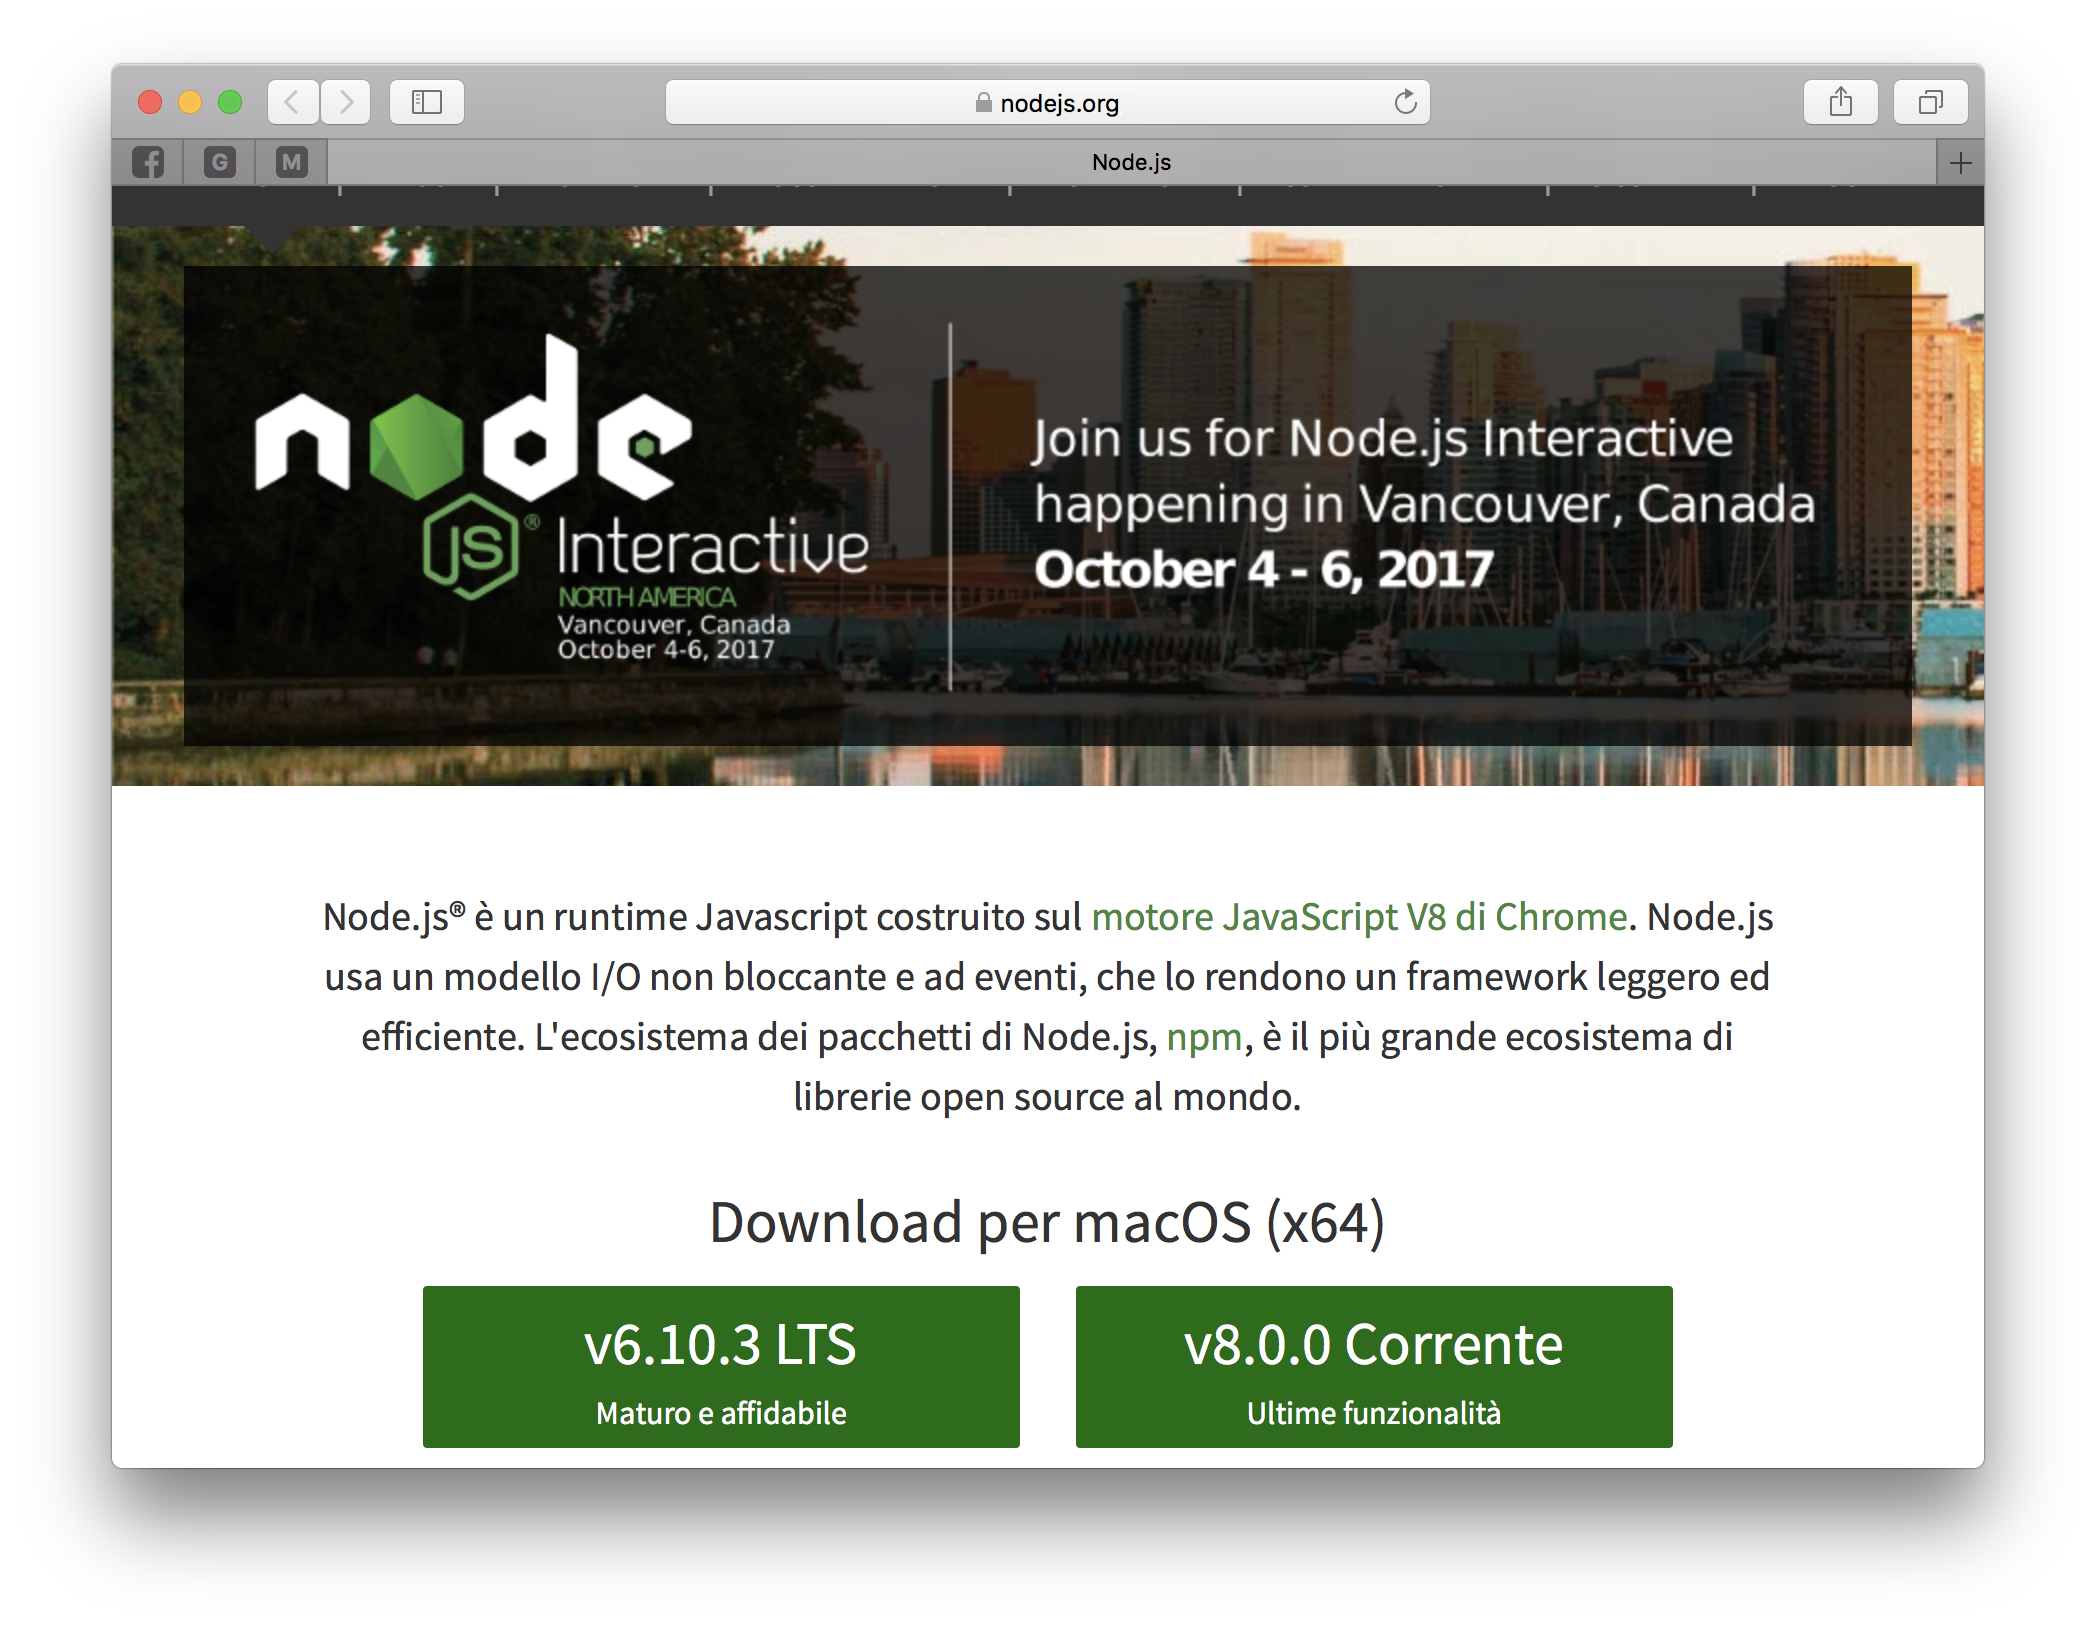 nodejs.org
G
M
Node.js
node
JS®
Interactive
NORTH AMERICA
Vancouver, Canada
October 4-6, 2017
Join us for Node.js Interactive
happening in Vancouver, Canada
October 4 - 6, 2017
Node.js® è un runtime Javascript costruito sul motore JavaScript V8 di Chrome. Node.js
usa un modello I/O non bloccante e ad eventi, che lo rendono un framework leggero ed
efficiente. L'ecosistema dei pacchetti di Node.js, npm, è il più grande ecosistema di
librerie open source al mondo.
Download per macOS (x64)
v6.10.3 LTS
Maturo e affidabile
v8.0.0 Corrente
Ultime funzionalità